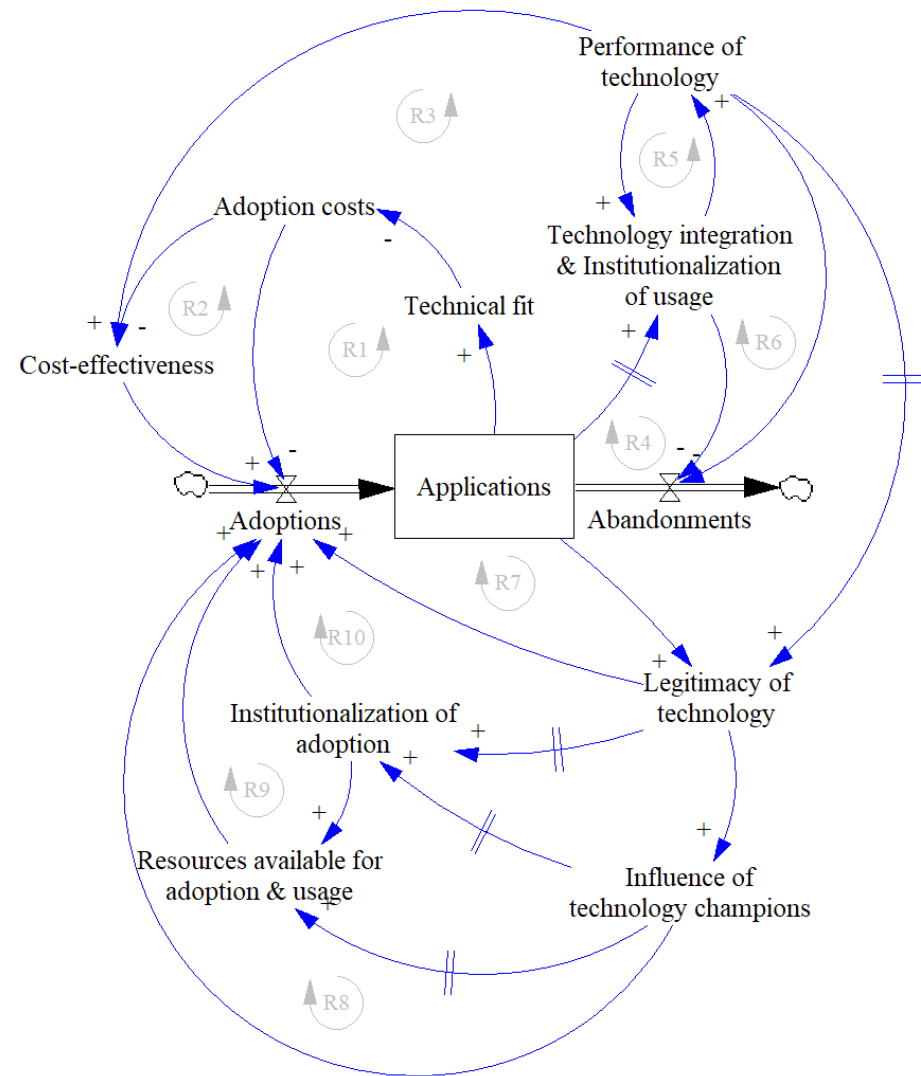 Performance of
technology
R3
+
R5
Adoption costs
+
-
Technology integration
& Institutionalization
of usage
R2
Technical fit
+
-
R1
+
+
R6
Cost-effectiveness
R4
-
+
-
-
Applications
Adoptions
Abandonments
+
+
+
+
R7
+
R10
+
Legitimacy of
technology
Institutionalization of
adoption
+
+
R9
+
+
Resources available for
adoption & usage
+
Influence of
technology champions
R8